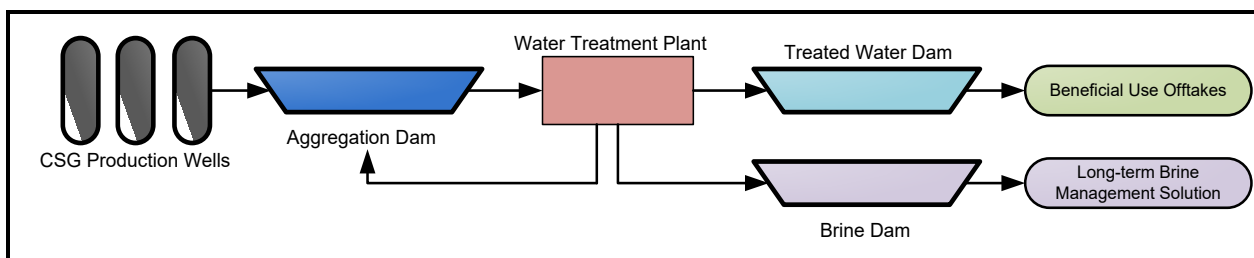 Water Treatment Plant
Treated Water Dam
Beneficial Use Offtakes
Aggregation Dam
CSG Production Wells
Long-term Brine
Management Solution
Brine Dam